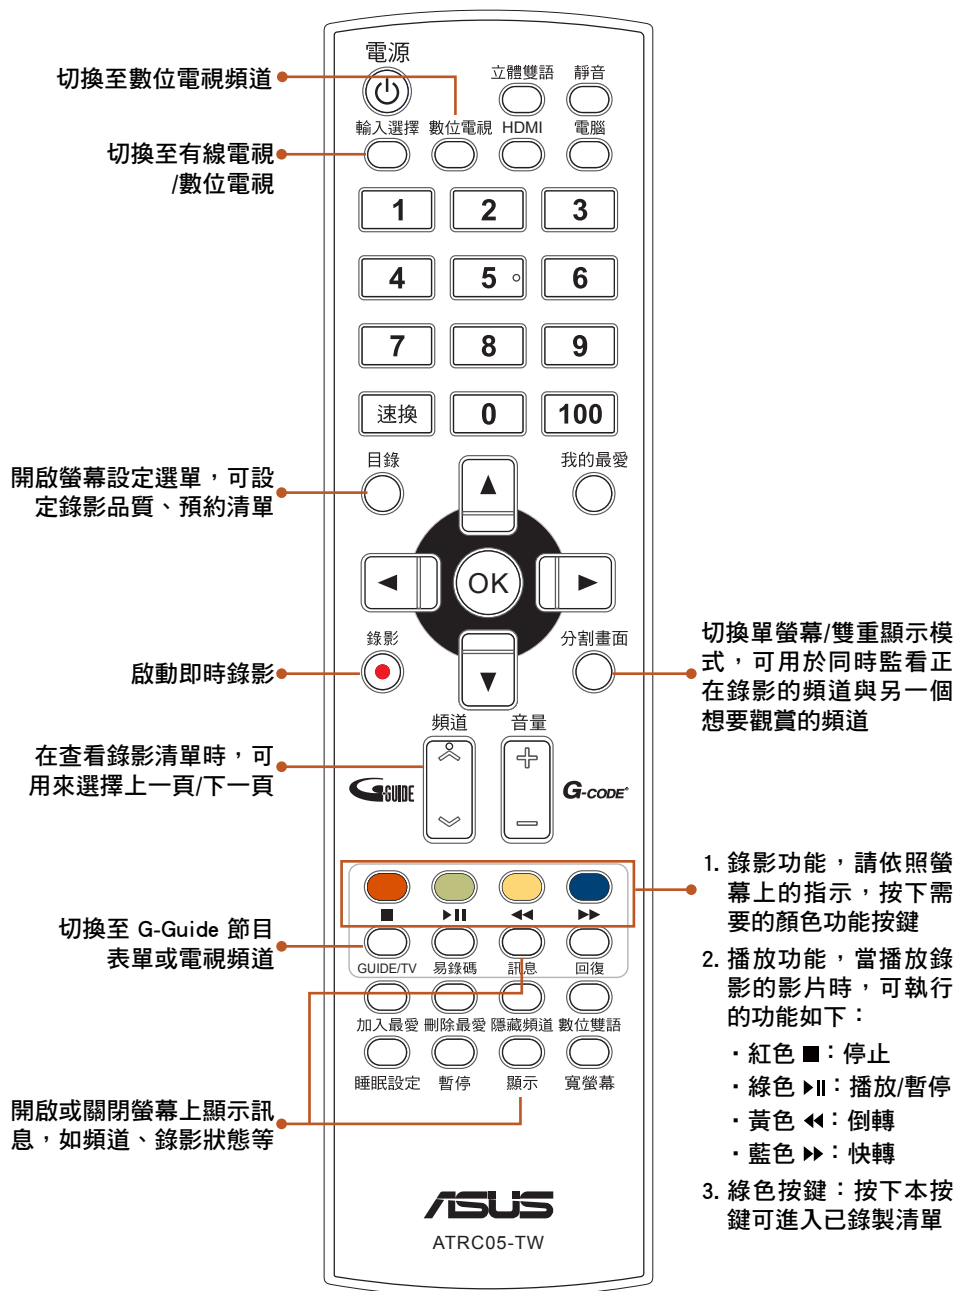 電源
立體雙語 靜音
切換至數位電視頻道
輸入選擇 數位電視 HDMI 電腦
切換至有線電視
/數位電視
1 2 3
4 5 6
7 8 9
速換 0 100
目錄 我的最愛
開啟螢幕設定選單，可設
定錄影品質、預約清單
OK
錄影 分割畫面
啟動即時錄影
切換單螢幕/雙重顯示模
式，可用於同時監看正
在錄影的頻道與另一個
想要觀賞的頻道
頻道 音量
在查看錄影清單時，可
用來選擇上一頁/下一頁
G-GUIDE G-CODE
1. 錄影功能，請依照螢
幕上的指示，按下需
要的顏色功能按鍵
2. 播放功能，當播放錄
影的影片時，可執行
的功能如下：
・紅色 ■：停止
・綠色 ▶II：播放/暫停
・黃色 ◀◀：倒轉
・藍色 ▶▶：快轉
3. 綠色按鍵：按下本按
鍵可進入已錄製清單
■ ▶II ◀◀ ▶▶
切換至 G-Guide 節目
表單或電視頻道
GUIDE/TV 易錄碼 訊息 回復
加入最愛 刪除最愛 隱藏頻道 數位雙語
睡眠設定 暫停 顯示 寬螢幕
開啟或關閉螢幕上顯示訊
息，如頻道、錄影狀態等
ASUS
ATRC05-TW